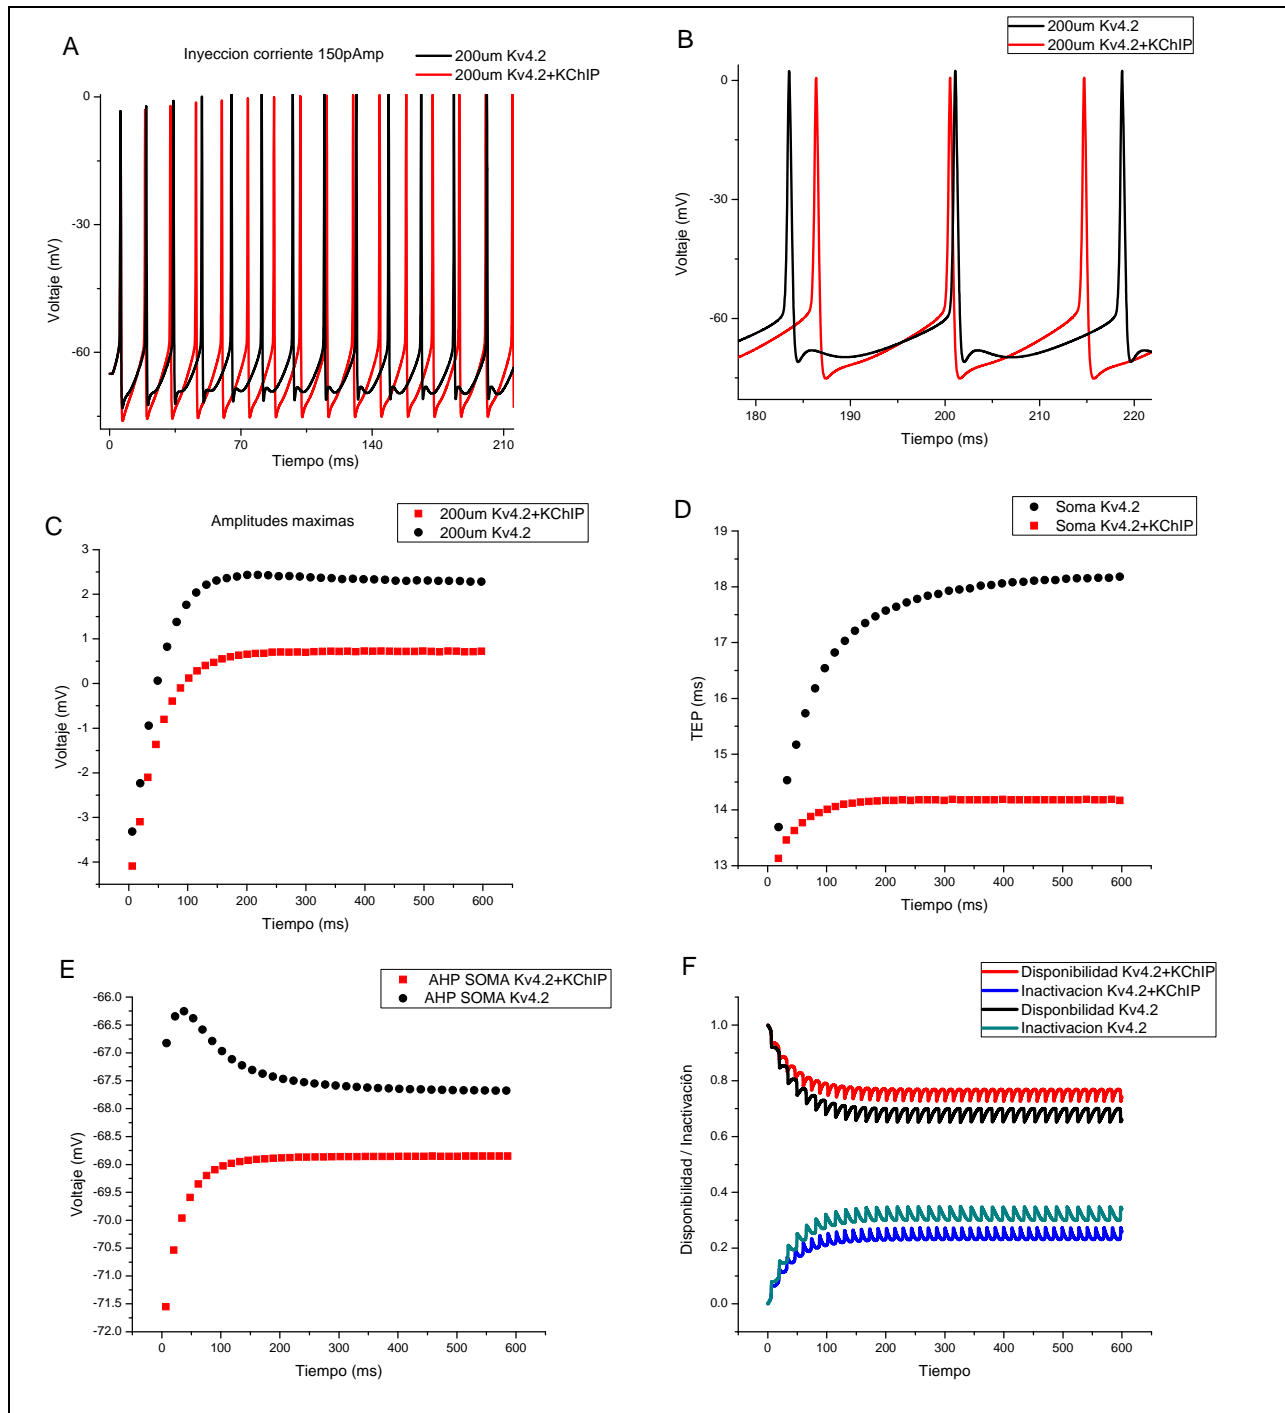 A
Inyeccion corriente 150pAmp
200um Kv4.2
200um Kv4.2+KChIP
0
-30
-60
Voltaje (mV)
0
70
140
210
Tiempo (ms)
B
200um Kv4.2
200um Kv4.2+KChIP
0
-30
-60
Voltaje (mV)
180
190
200
210
220
Tiempo (ms)
C
Amplitudes maximas
200um Kv4.2+KChIP
200um Kv4.2
3
2
1
0
-1
-2
-3
-4
Voltaje (mV)
0
100
200
300
400
500
600
Tiempo (ms)
D
Soma Kv4.2
Soma Kv4.2+KChIP
19
18
17
16
15
14
13
TEP (ms)
0
100
200
300
400
500
600
Tiempo (ms)
E
AHP SOMA Kv4.2+KChIP
AHP SOMA Kv4.2
-66.0
-66.5
-67.0
-67.5
-68.0
-68.5
-69.0
-69.5
-70.0
-70.5
-71.0
-71.5
-72.0
Voltaje (mV)
0
100
200
300
400
500
600
Tiempo (ms)
F
Disponibilidad Kv4.2+KChIP
Inactivacion Kv4.2+KChIP
Disponbilidad Kv4.2
Inactivacion Kv4.2
1.0
0.8
0.6
0.4
0.2
0.0
Disponibilidad / Inactivación
0
100
200
300
400
500
600
Tiempo